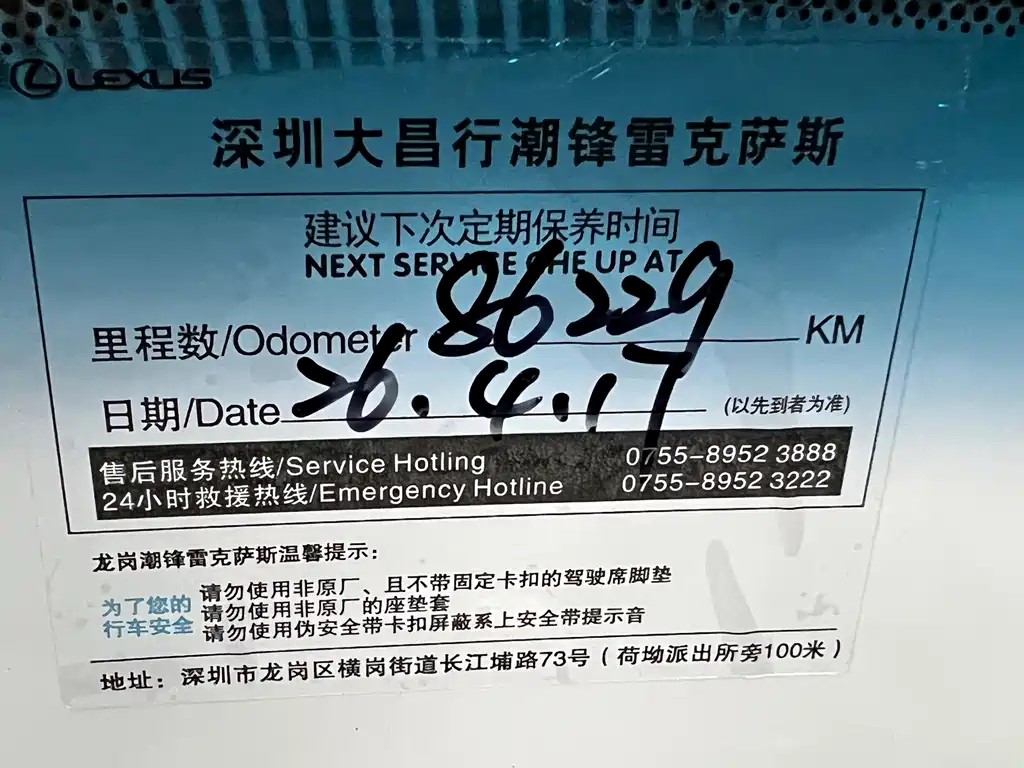 LEXUS
深圳大昌行潮锋雷克萨斯
建议下次定期保养时间
NEXT SERVICE CHE UP AT
里程数/Odometer 86229 KM
日期/Date 26.4.17 (以先到者为准)
售后服务热线/Service Hotling 0755-8952 3888
24小时救援热线/Emergency Hotline 0755-8952 3222
龙岗潮锋雷克萨斯温馨提示:
为了您的行车安全
请勿使用非原厂、且不带固定卡扣的驾驶席脚垫
请勿使用非原厂的座垫套
请勿使用伪安全带卡扣屏蔽系上安全带提示音
地址:深圳市龙岗区横岗街道长江埔路73号(荷坳派出所旁100米)